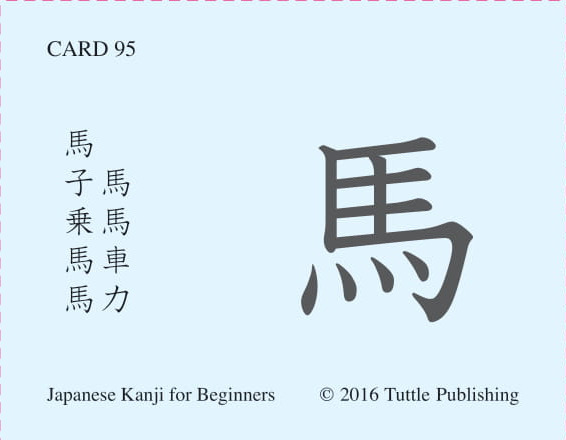 CARD 95
馬
子馬
乗馬
馬車
馬力
馬
Japanese Kanji for Beginners
© 2016 Tuttle Publishing